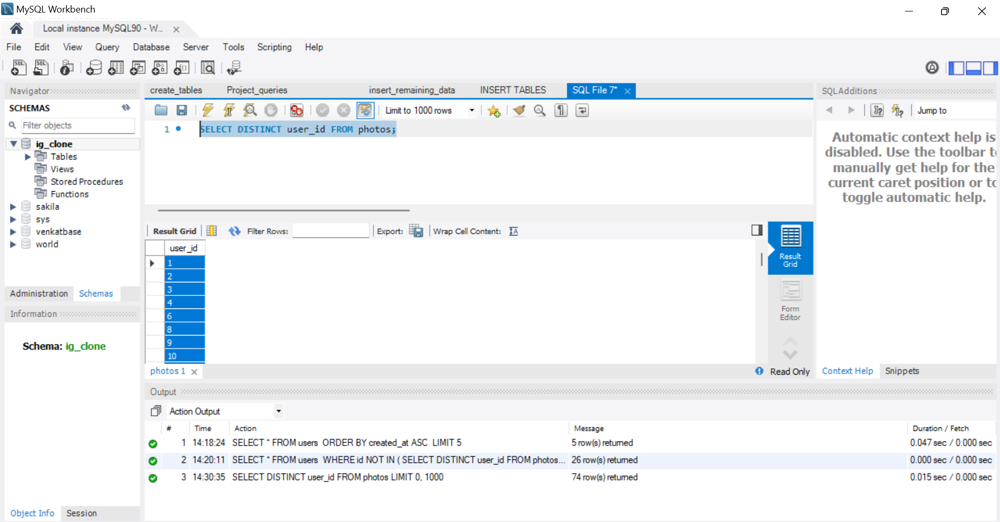 MySQL Workbench
Local instance MySQL90 - W...
File Edit View Query Database Server Tools Scripting Help
Navigator
SCHEMAS
Filter objects
ig_clone
Tables
Views
Stored Procedures
Functions
sakila
sys
venkatbase
world
Administration Schemas
Information
Schema: ig_clone
Object Info Session
create_tables Project_queries insert_remaining_data INSERT TABLES SQL File 7*
Limit to 1000 rows
1 SELECT DISTINCT user_id FROM photos;
Result Grid Filter Rows: Export: Wrap Cell Content:
user_id
1
2
3
4
6
8
9
10
Result
Grid
Form
Editor
photos 1
Read Only
SQLAdditions
Jump to
Automatic context help is
disabled. Use the toolbar t
manually get help for the
current caret position or to
toggle automatic help.
Context Help Snippets
Output
Action Output
# Time Action Message Duration / Fetch
1 14:18:24 SELECT * FROM users ORDER BY created_at ASC LIMIT 5 5 row(s) returned 0.047 sec / 0.000 sec
2 14:20:11 SELECT * FROM users WHERE id NOT IN ( SELECT DISTINCT user_id FROM photos... 26 row(s) returned 0.000 sec / 0.000 sec
3 14:30:35 SELECT DISTINCT user_id FROM photos LIMIT 0, 1000 74 row(s) returned 0.015 sec / 0.000 sec